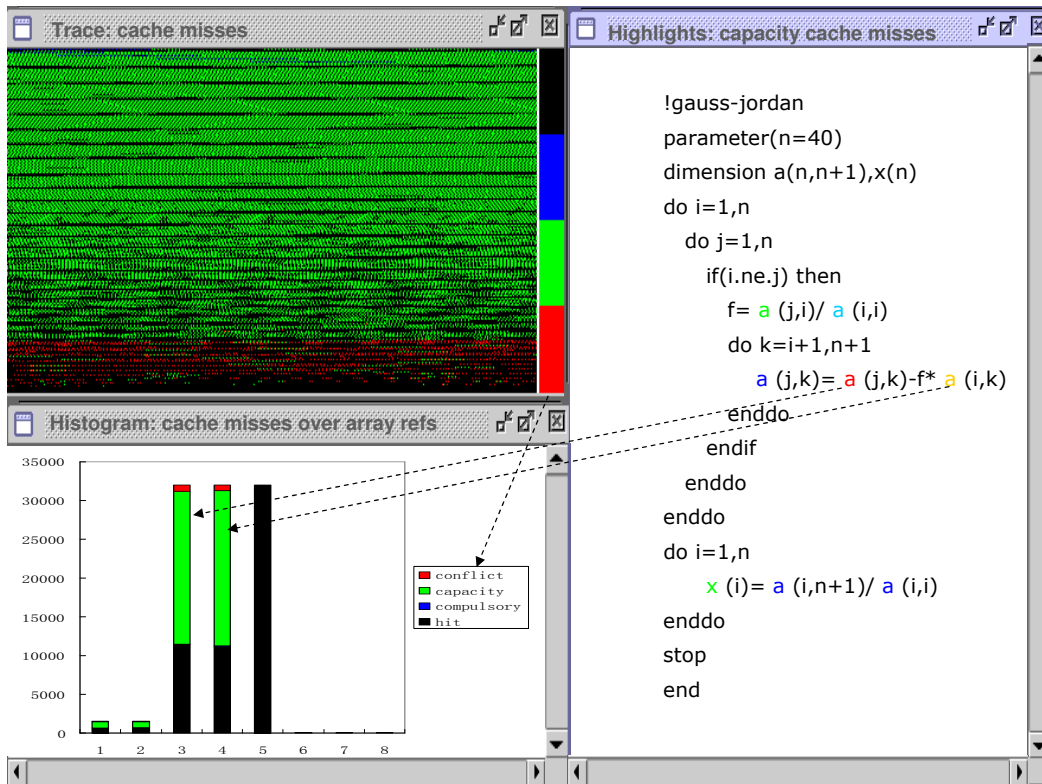 Trace: cache misses
Highlights: capacity cache misses
!gauss-jordan
parameter(n=40)
dimension a(n,n+1),x(n)
do i=1,n
do j=1,n
if(i.ne.j) then
f= a (j,i)/ a (i,i)
do k=i+1,n+1
a (j,k)= a (j,k)-f* a (i,k)
enddo
endif
enddo
enddo
do i=1,n
x (i)= a (i,n+1)/ a (i,i)
enddo
stop
end
Histogram: cache misses over array refs
35000
30000
25000
20000
15000
10000
5000
0
1 2 3 4 5 6 7 8
conflict
capacity
compulsory
hit